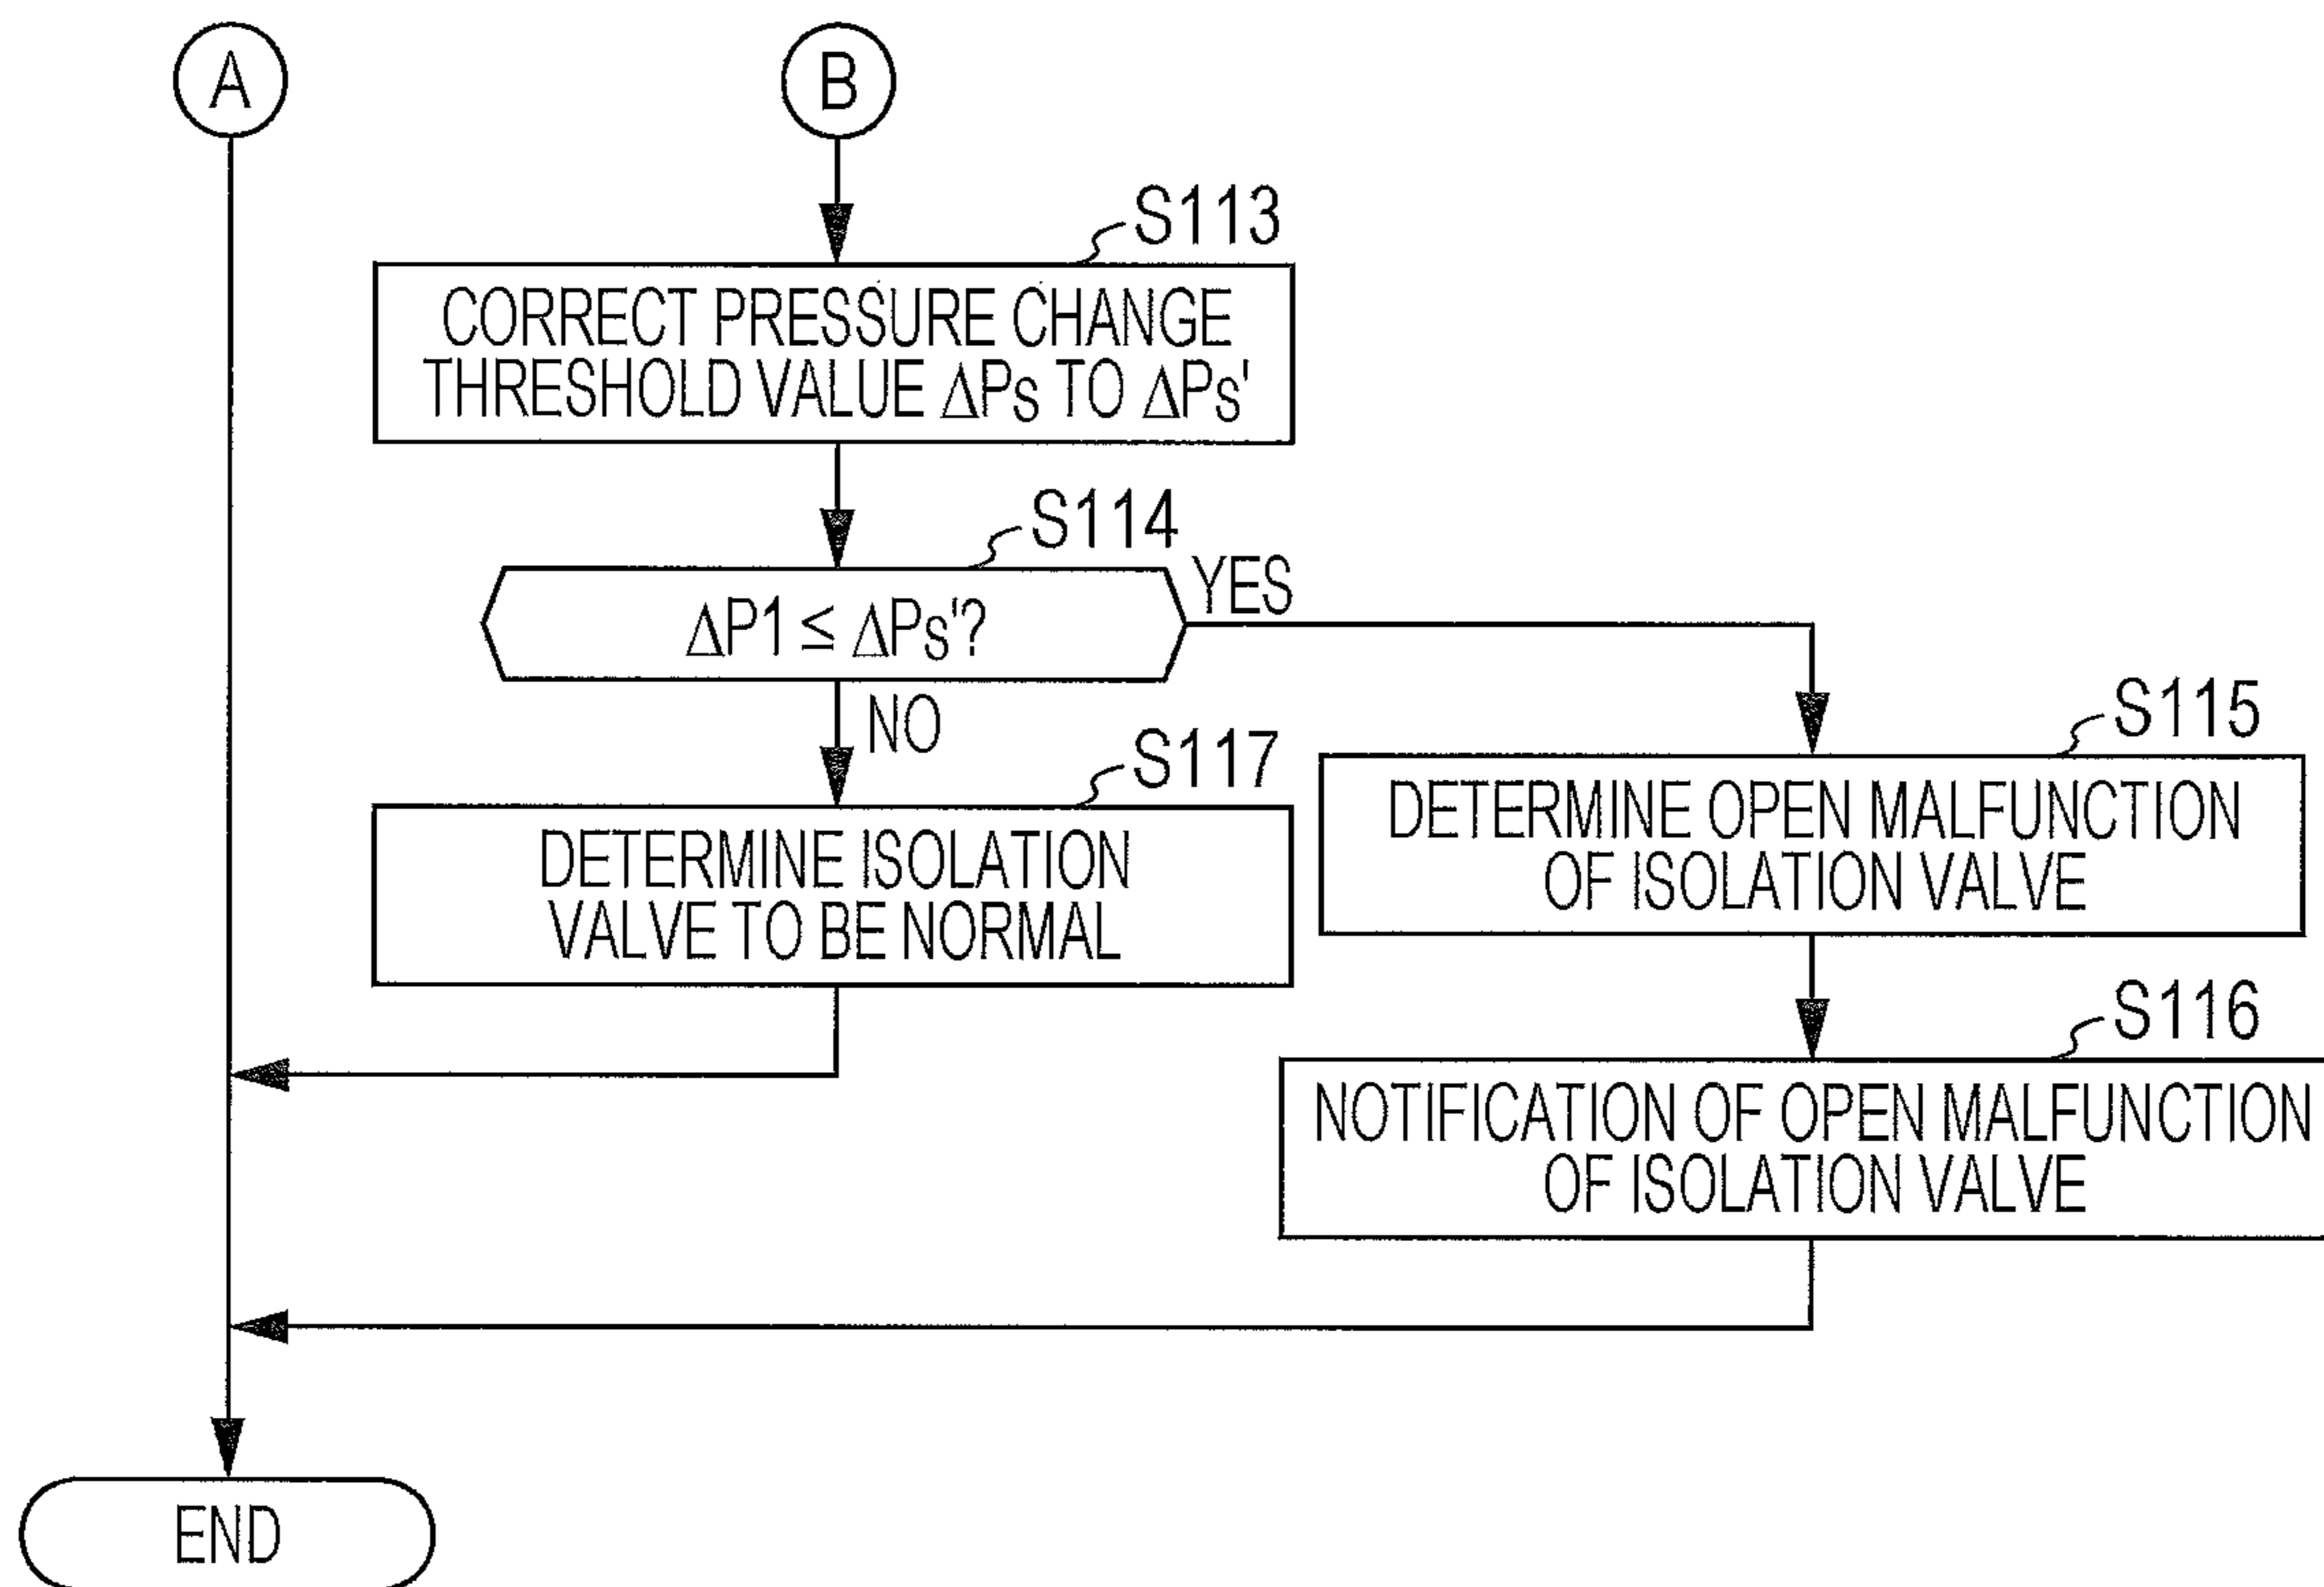 A
B
S113
CORRECT PRESSURE CHANGE
THRESHOLD VALUE ΔPs TO ΔPs'
S114
ΔP1 ≤ ΔPs'?
YES
NO
S117
DETERMINE ISOLATION
VALVE TO BE NORMAL
S115
DETERMINE OPEN MALFUNCTION
OF ISOLATION VALVE
S116
NOTIFICATION OF OPEN MALFUNCTION
OF ISOLATION VALVE
END